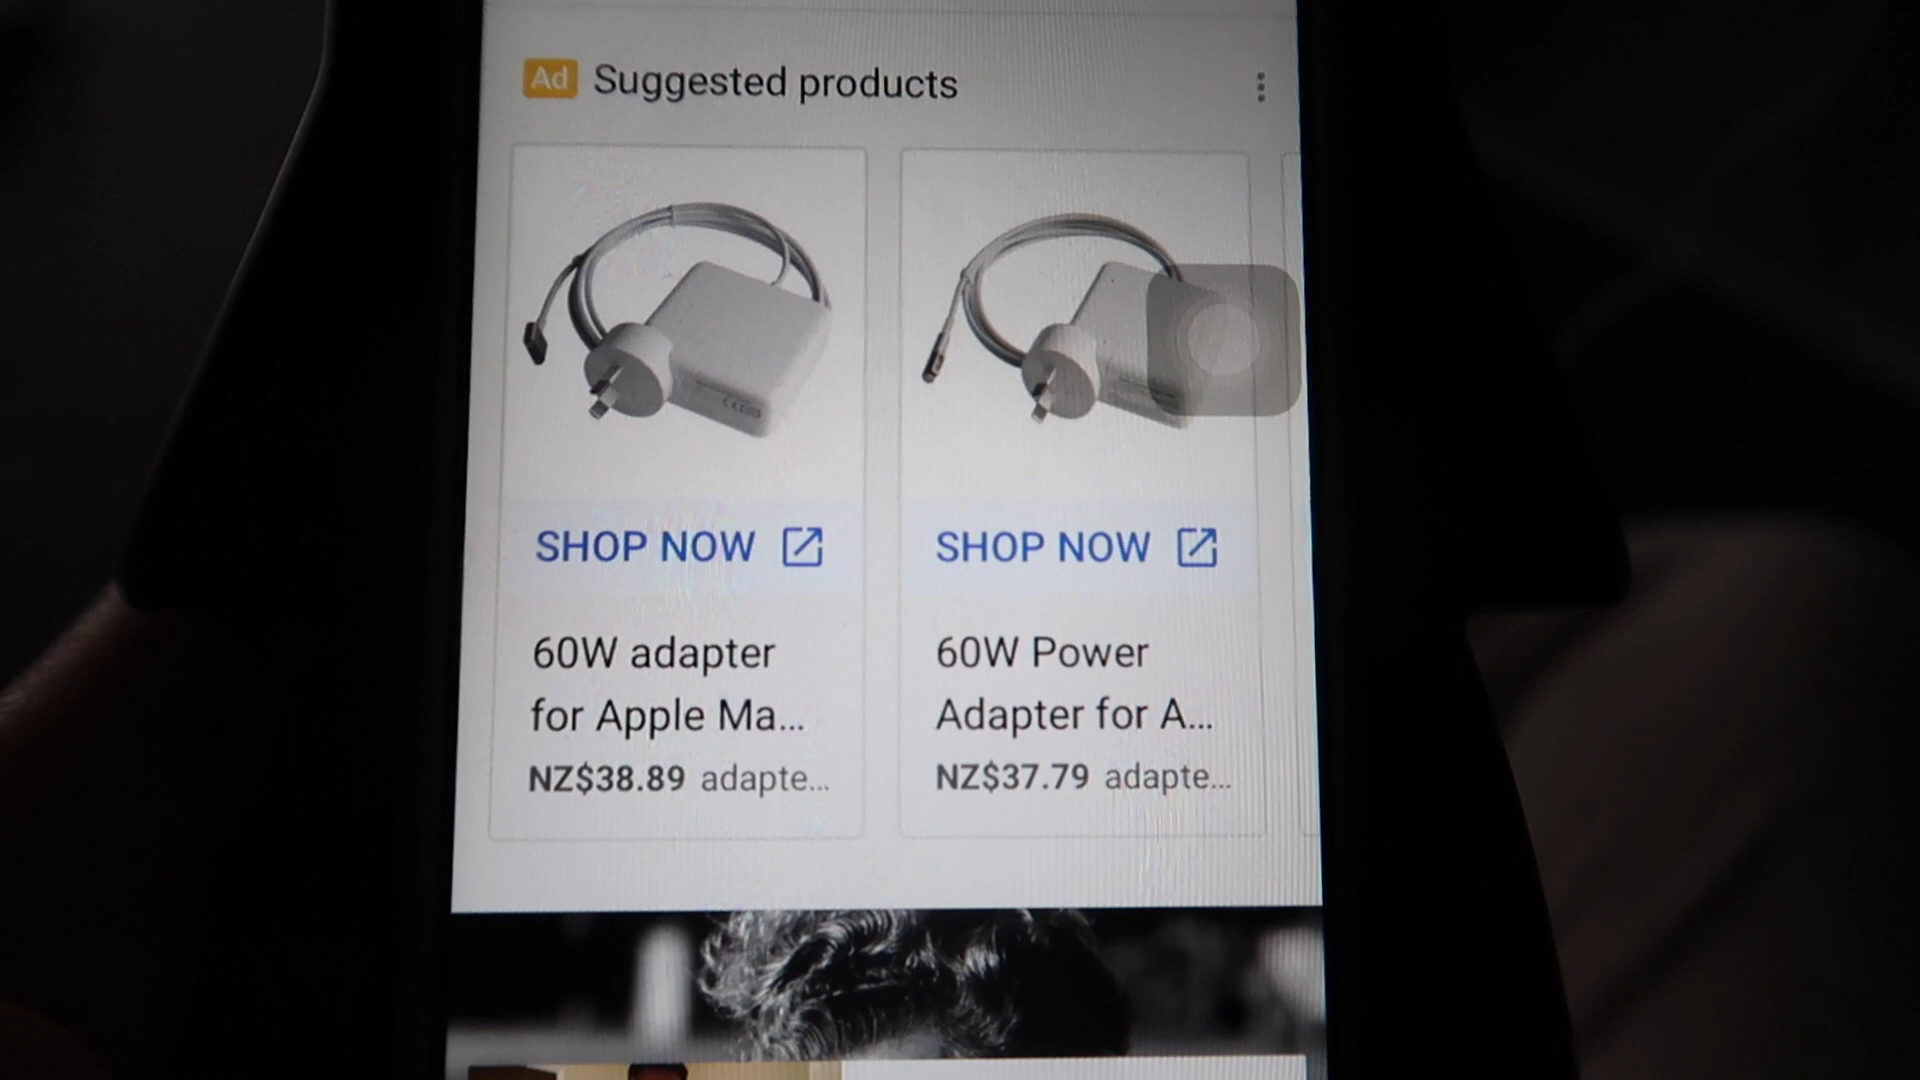 Ad Suggested products
SHOP NOW
SHOP NOW
60W adapter
for Apple Ma...
NZ$38.89 adapte...
60W Power
Adapter for A...
NZ$37.79 adapte...